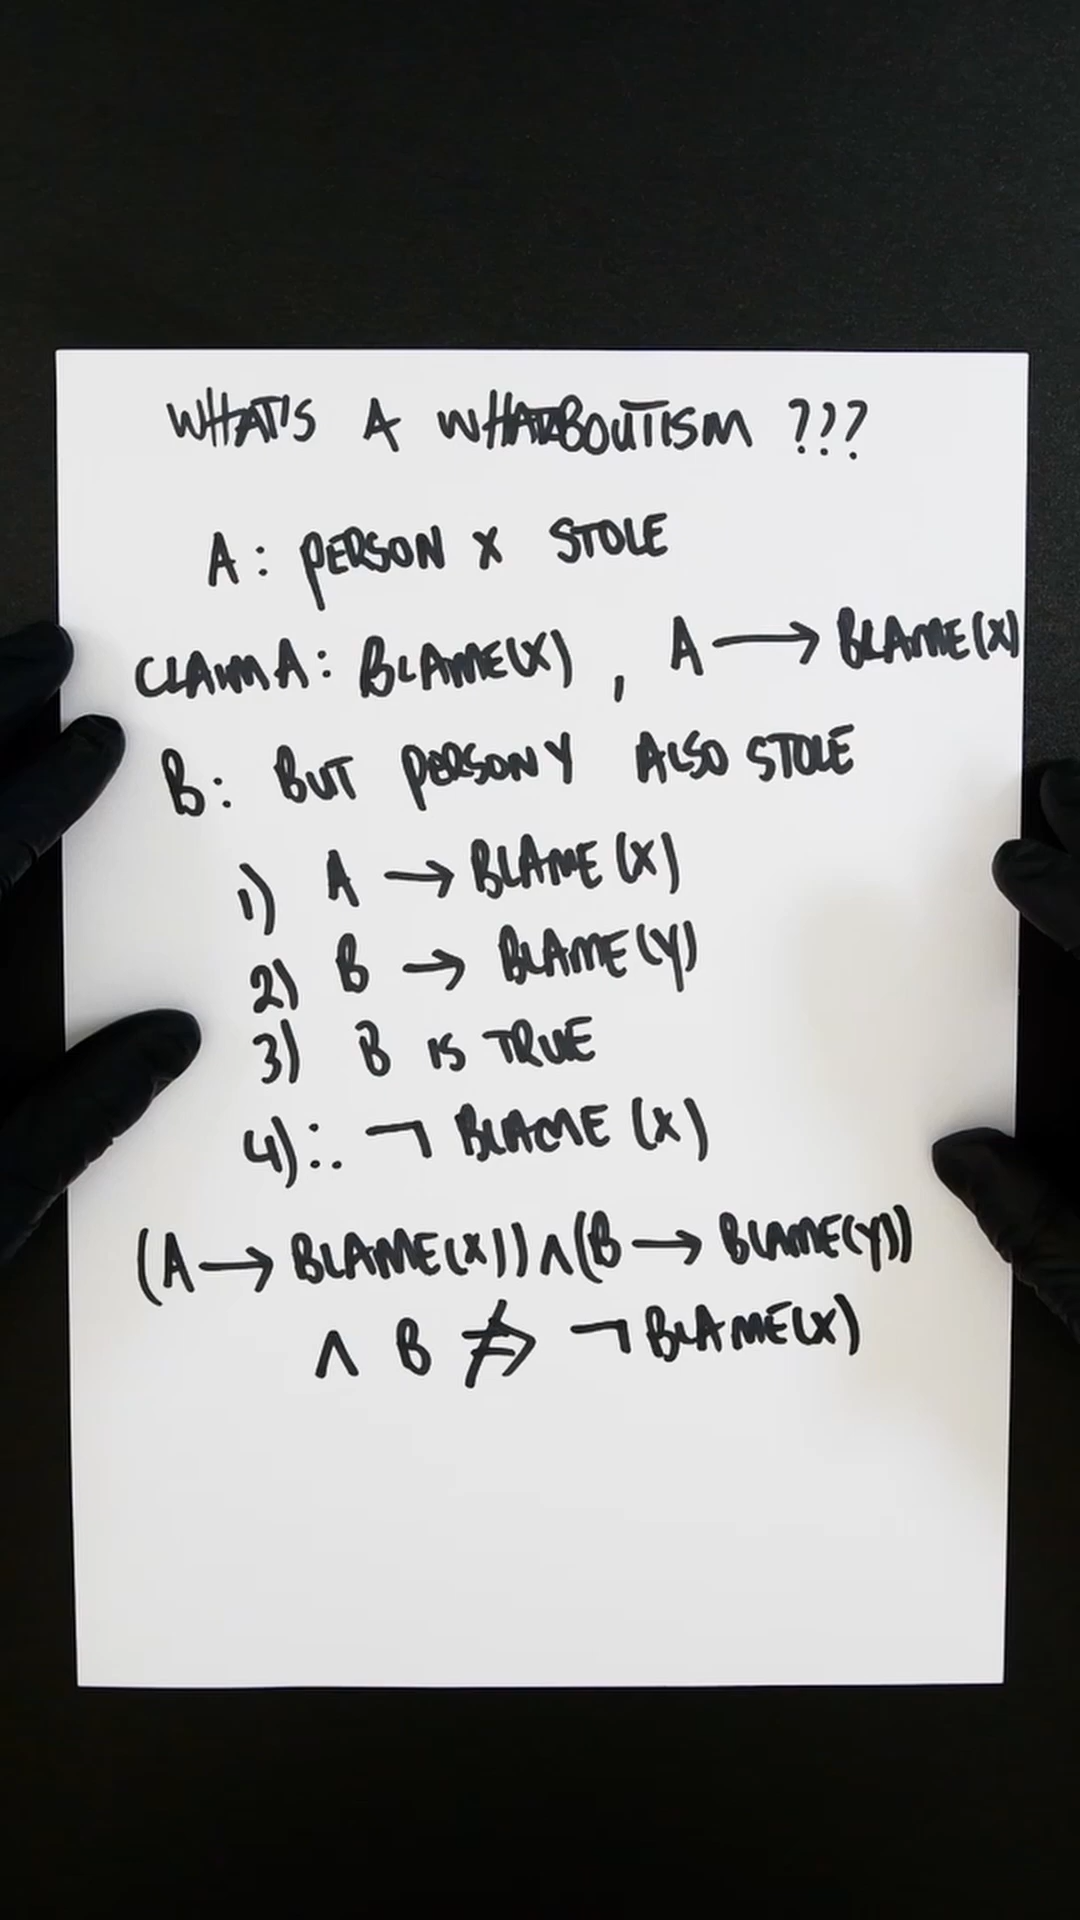 WHAT'S A WHATABOUTISM ???
A: PERSON X STOLE
CLAIM A: BLAME(X), A → BLAME(X)
B: BUT PERSON Y ALSO STOLE
1) A → BLAME(X)
2) B → BLAME(Y)
3) B IS TRUE
4) ∴ ¬ BLAME(X)
(A → BLAME(X)) ∧ (B → BLAME(Y))
∧ B ⇏ ¬ BLAME(X)